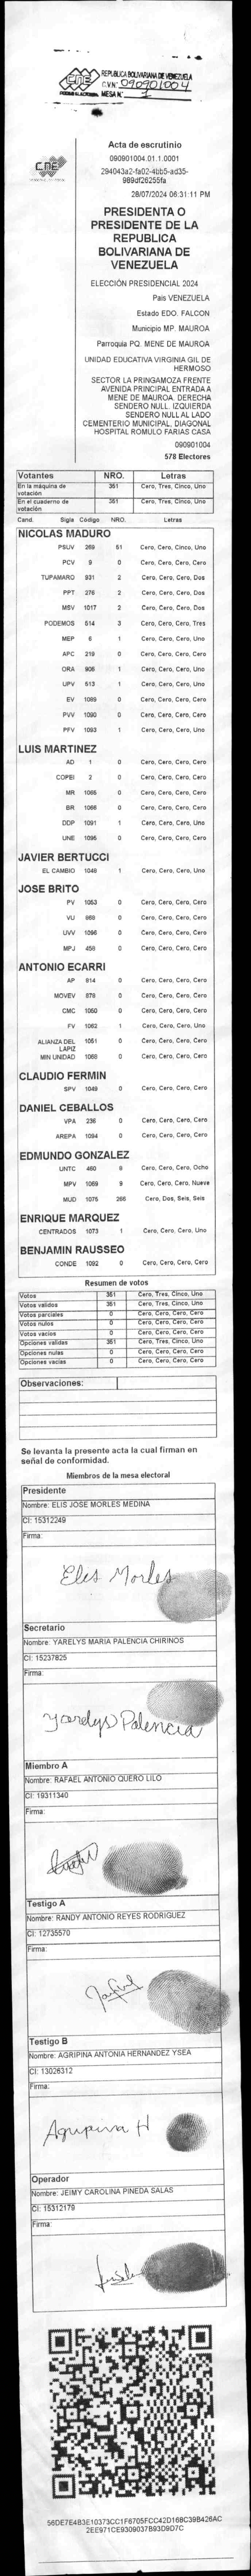 REPUBLICA BOLIVARIANA DE VENEZUELA
C.V.N°: 090901004
MESA N°: 1
CNE
PODER ELECTORAL
Acta de escrutinio
090901004.01.1.0001
294043a2-fa02-4bb5-ad35-
989df26255fa
28/07/2024 06:31:11 PM
PRESIDENTA O
PRESIDENTE DE LA
REPUBLICA
BOLIVARIANA DE
VENEZUELA
ELECCIÓN PRESIDENCIAL 2024
Pais VENEZUELA
Estado EDO. FALCON
Municipio MP. MAUROA
Parroquia PQ. MENE DE MAUROA
UNIDAD EDUCATIVA VIRGINIA GIL DE
HERMOSO
SECTOR LA PRINGAMOZA FRENTE
AVENIDA PRINCIPAL ENTRADA A
MENE DE MAUROA. DERECHA
SENDERO NULL. IZQUIERDA
SENDERO NULL AL LADO
CEMENTERIO MUNICIPAL, DIAGONAL
HOSPITAL ROMULO FARIAS CASA
090901004
578 Electores
Votantes NRO. Letras
En la máquina de votación 351 Cero, Tres, Cinco, Uno
En el cuaderno de votación 351 Cero, Tres, Cinco, Uno
Cand. Sigla Código NRO. Letras
NICOLAS MADURO
PSUV 269 51 Cero, Cero, Cinco, Uno
PCV 9 0 Cero, Cero, Cero, Cero
TUPAMARO 931 2 Cero, Cero, Cero, Dos
PPT 276 2 Cero, Cero, Cero, Dos
MSV 1017 2 Cero, Cero, Cero, Dos
PODEMOS 514 3 Cero, Cero, Cero, Tres
MEP 6 1 Cero, Cero, Cero, Uno
APC 219 0 Cero, Cero, Cero, Cero
ORA 906 1 Cero, Cero, Cero, Uno
UPV 513 1 Cero, Cero, Cero, Uno
EV 1089 0 Cero, Cero, Cero, Cero
PVV 1090 0 Cero, Cero, Cero, Cero
PFV 1093 1 Cero, Cero, Cero, Uno
LUIS MARTINEZ
AD 1 0 Cero, Cero, Cero, Cero
COPEI 2 0 Cero, Cero, Cero, Cero
MR 1065 0 Cero, Cero, Cero, Cero
BR 1066 0 Cero, Cero, Cero, Cero
DDP 1091 1 Cero, Cero, Cero, Uno
UNE 1095 0 Cero, Cero, Cero, Cero
JAVIER BERTUCCI
EL CAMBIO 1048 1 Cero, Cero, Cero, Uno
JOSE BRITO
PV 1053 0 Cero, Cero, Cero, Cero
VU 968 0 Cero, Cero, Cero, Cero
UVV 1096 0 Cero, Cero, Cero, Cero
MPJ 456 0 Cero, Cero, Cero, Cero
ANTONIO ECARRI
AP 914 0 Cero, Cero, Cero, Cero
MOVEV 878 0 Cero, Cero, Cero, Cero
CMC 1050 0 Cero, Cero, Cero, Cero
FV 1062 1 Cero, Cero, Cero, Uno
ALIANZA DEL LAPIZ 1051 0 Cero, Cero, Cero, Cero
MIN UNIDAD 1068 0 Cero, Cero, Cero, Cero
CLAUDIO FERMIN
SPV 1049 0 Cero, Cero, Cero, Cero
DANIEL CEBALLOS
VPA 236 0 Cero, Cero, Cero, Cero
AREPA 1094 0 Cero, Cero, Cero, Cero
EDMUNDO GONZALEZ
UNTC 460 8 Cero, Cero, Cero, Ocho
MPV 1069 9 Cero, Cero, Cero, Nueve
MUD 1075 266 Cero, Dos, Seis, Seis
ENRIQUE MARQUEZ
CENTRADOS 1073 1 Cero, Cero, Cero, Uno
BENJAMIN RAUSSEO
CONDE 1092 0 Cero, Cero, Cero, Cero
Resumen de votos
Votos 351 Cero, Tres, Cinco, Uno
Votos validos 351 Cero, Tres, Cinco, Uno
Votos parciales 0 Cero, Cero, Cero, Cero
Votos nulos 0 Cero, Cero, Cero, Cero
Votos vacios 0 Cero, Cero, Cero, Cero
Opciones validas 351 Cero, Tres, Cinco, Uno
Opciones nulas 0 Cero, Cero, Cero, Cero
Opciones vacias 0 Cero, Cero, Cero, Cero
Observaciones:
Se levanta la presente acta la cual firman en
señal de conformidad.
Miembros de la mesa electoral
Presidente
Nombre: ELIS JOSE MORLES MEDINA
CI: 15312249
Firma:
Elis Morles
Secretario
Nombre: YARELYS MARIA PALENCIA CHIRINOS
CI: 15237825
Firma:
Yarelys Palencia
Miembro A
Nombre: RAFAEL ANTONIO QUERO LILO
CI: 19311340
Firma:
Testigo A
Nombre: RANDY ANTONIO REYES RODRIGUEZ
CI: 12735570
Firma:
Testigo B
Nombre: AGRIPINA ANTONIA HERNANDEZ YSEA
CI: 13026312
Firma:
Agripina H
Operador
Nombre: JEIMY CAROLINA PINEDA SALAS
CI: 15312179
Firma:
56DE7E4B3E10373CC1F6705FCC42D168C39B426AC
2EE971CE9309037B93D9D7C